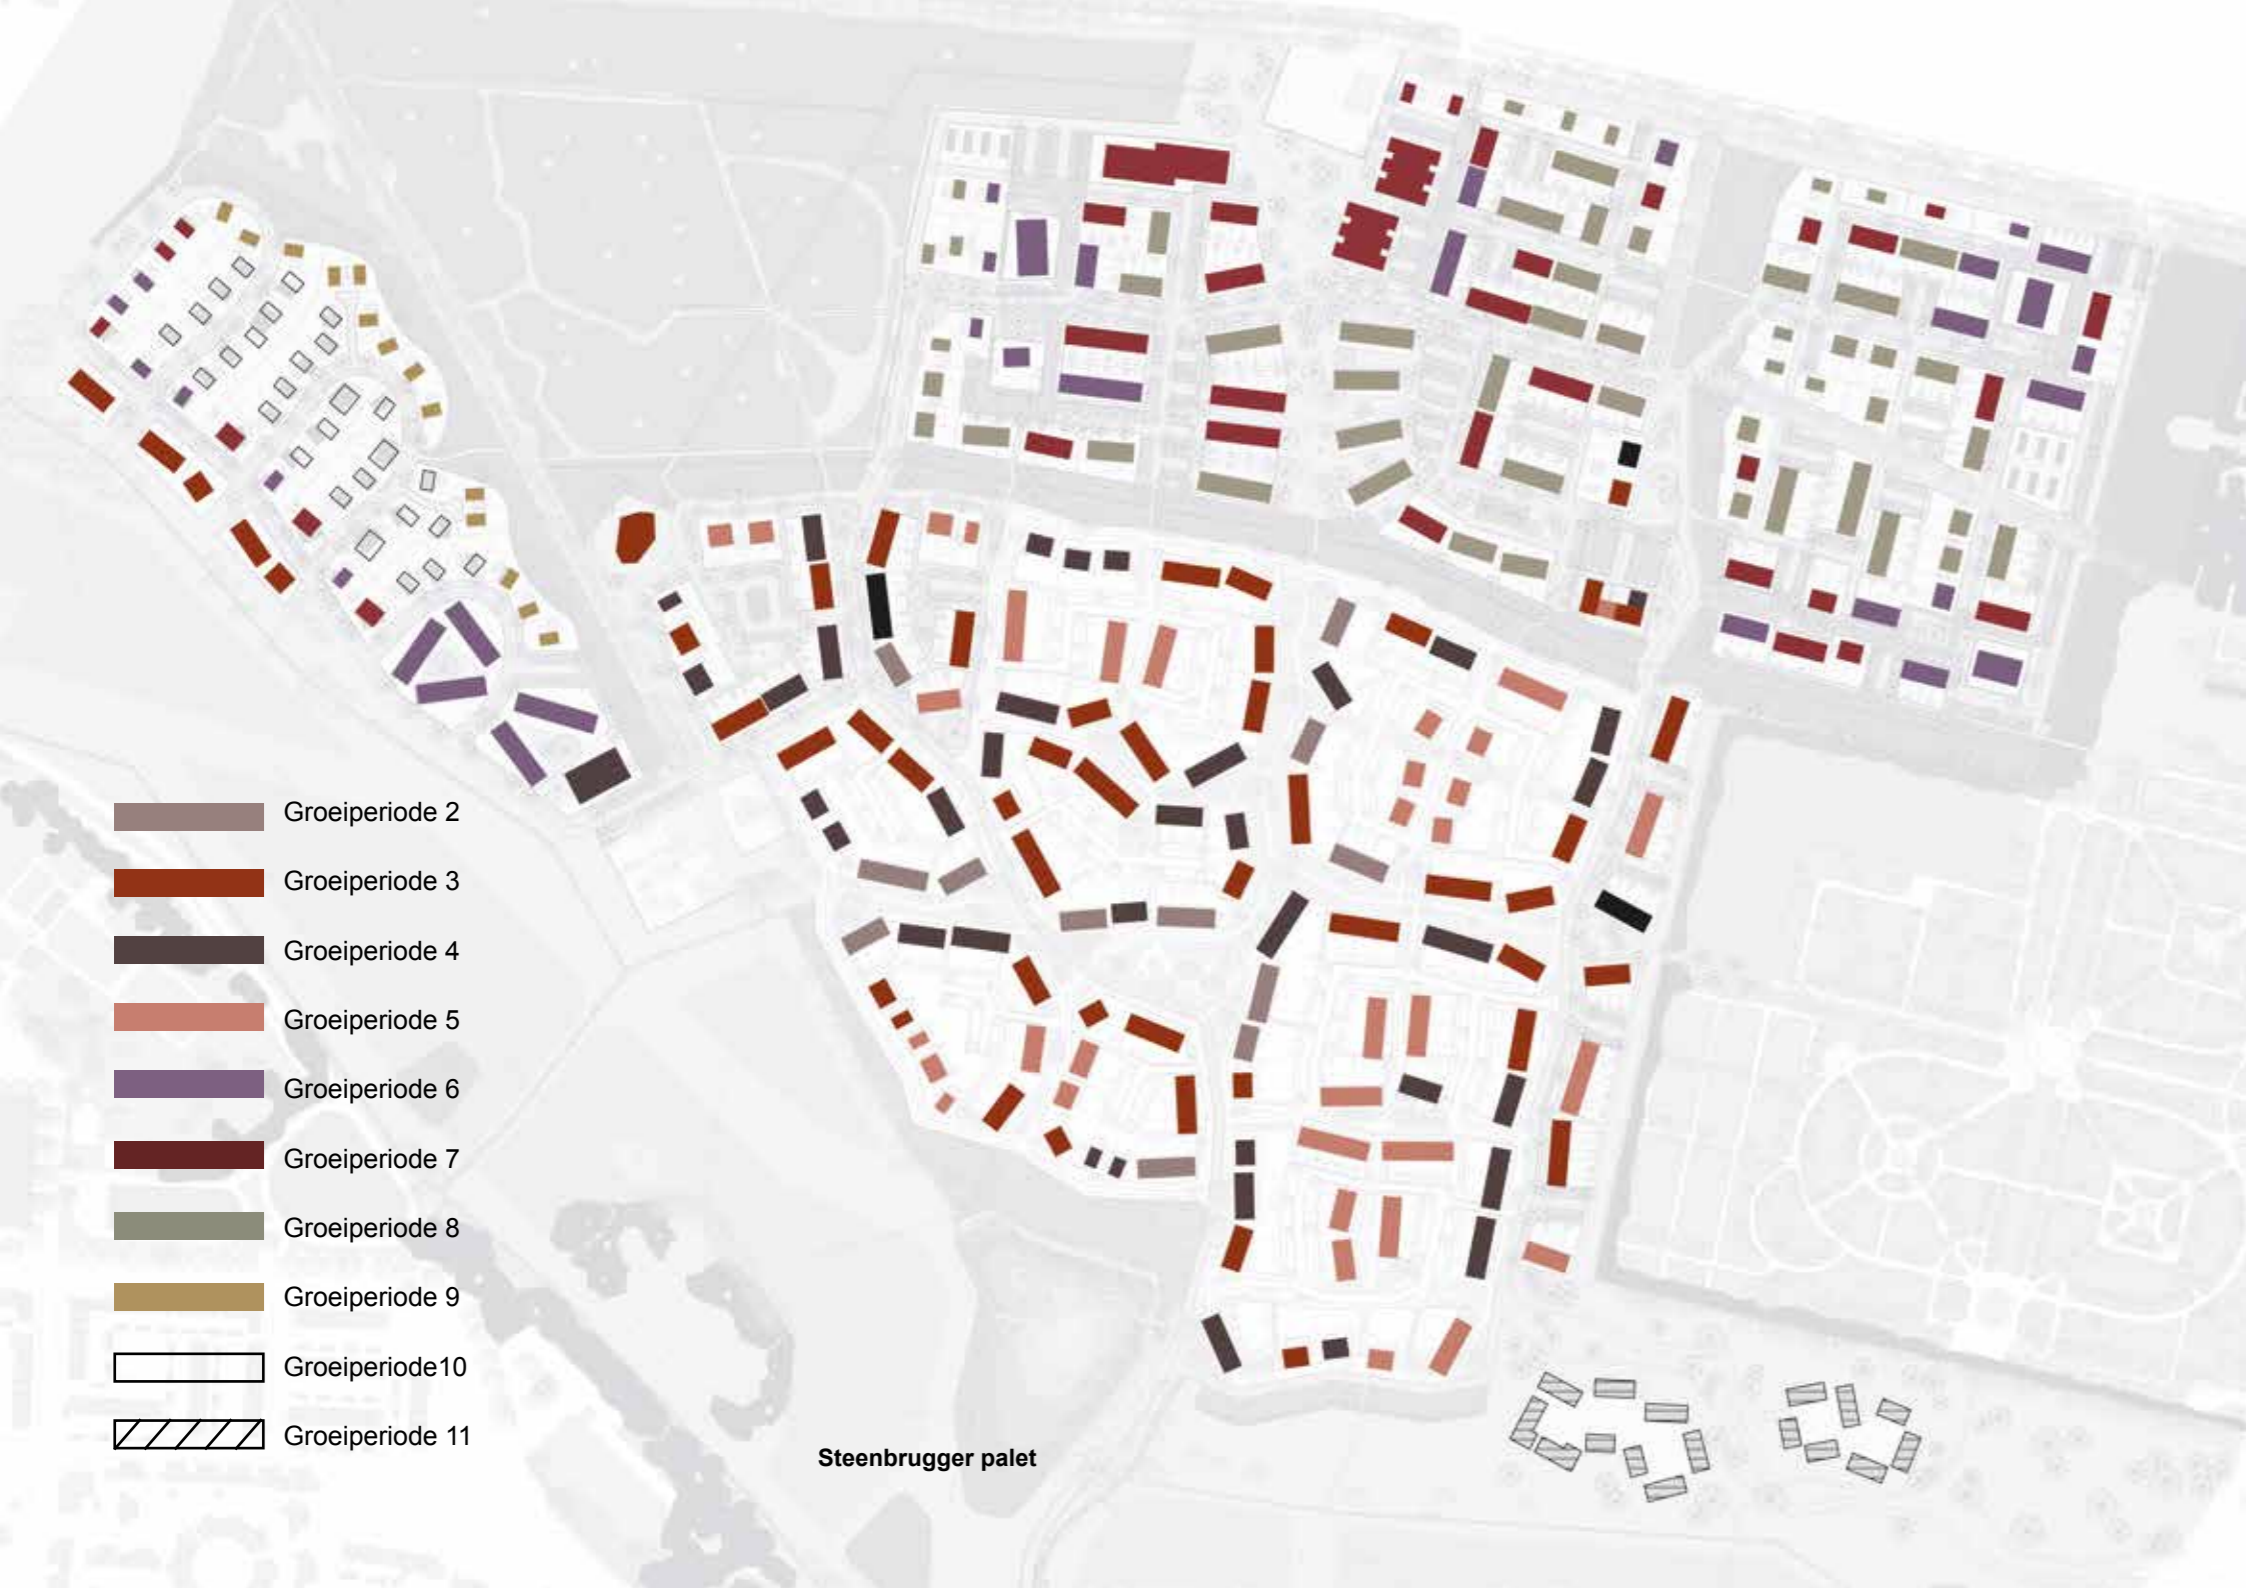 Groeiperiode 2
Groeiperiode 3
Groeiperiode 4
Groeiperiode 5
Groeiperiode 6
Groeiperiode 7
Groeiperiode 8
Groeiperiode 9
Groeiperiode10
Groeiperiode 11
Steenbrugger palet